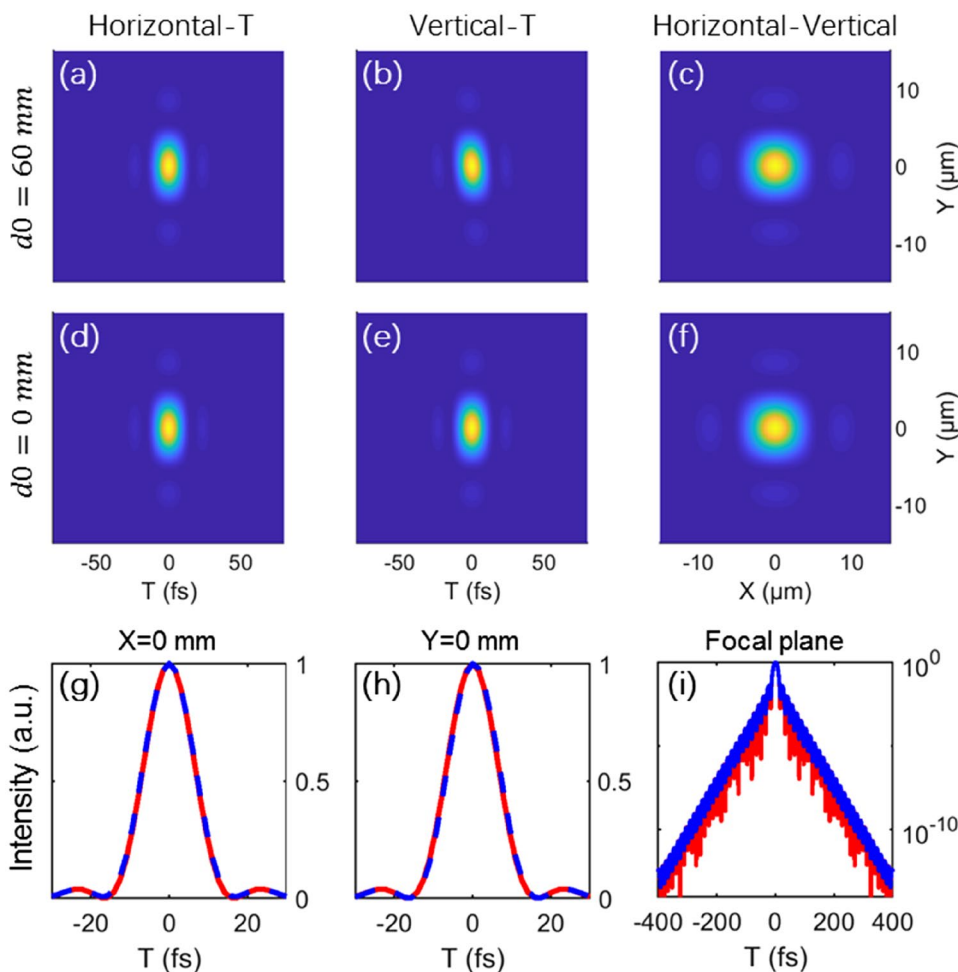 Horizontal-T Vertical-T Horizontal-Vertical
d0 = 60 mm
(a) (b) (c)
10
0
-10
Y (µm)
d0 = 0 mm
(d) (e) (f)
10
0
-10
Y (µm)
-50 0 50 -50 0 50 -10 0 10
T (fs) T (fs) X (µm)
X=0 mm Y=0 mm Focal plane
Intensity (a.u.)
(g) (h) (i)
1 1 10⁰
0.5 0.5
10⁻¹⁰
0 0
-20 0 20 -20 0 20 -400 -200 0 200 400
T (fs) T (fs) T (fs)